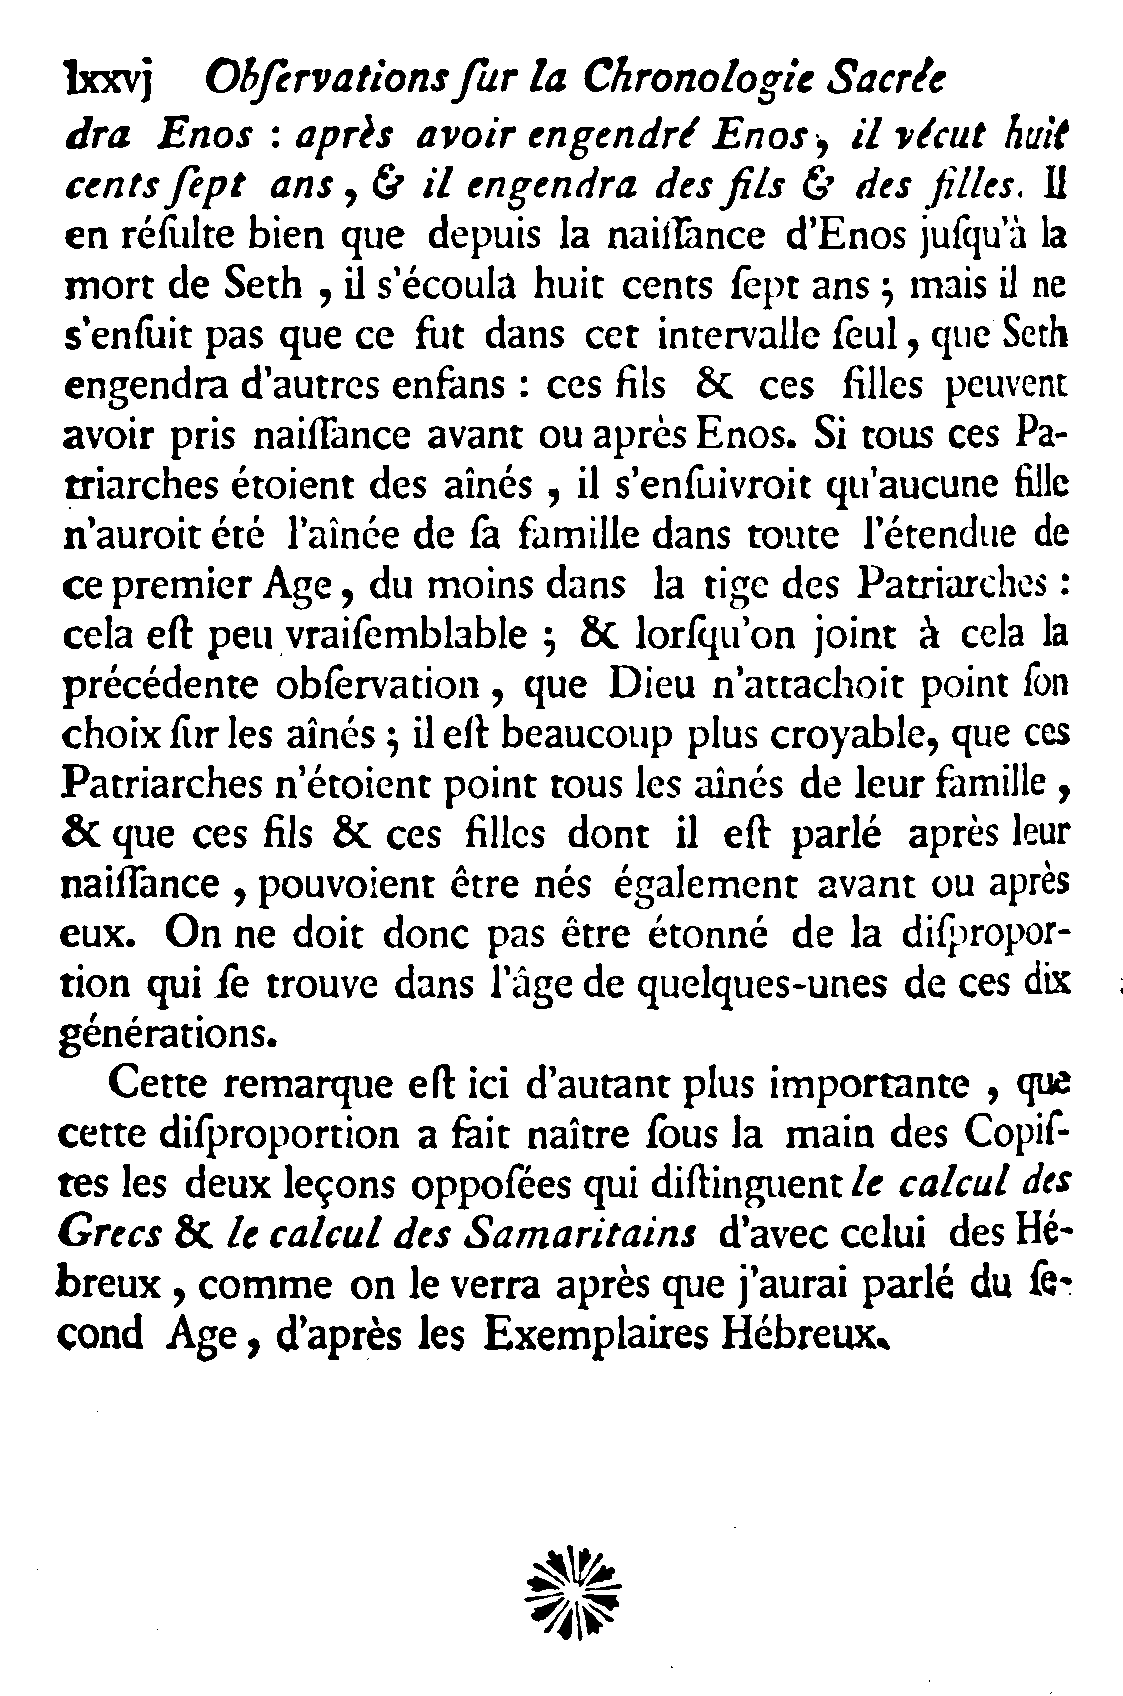 lxxvj Obſervations ſur la Chronologie Sacrée
dra Enos : après avoir engendré Enos, il vécut huit
cents ſept ans, & il engendra des fils & des filles. Il
en réſulte bien que depuis la naiſſance d'Enos juſqu'à la
mort de Seth, il s'écoula huit cents ſept ans ; mais il ne
s'enſuit pas que ce fut dans cet intervalle ſeul, que Seth
engendra d'autres enfans : ces fils & ces filles peuvent
avoir pris naiſſance avant ou après Enos. Si tous ces Pa-
triarches étoient des aînés, il s'enſuivroit qu'aucune fille
n'auroit été l'aînée de ſa famille dans toute l'étendue de
ce premier Age, du moins dans la tige des Patriarches :
cela eſt peu vraiſemblable ; & lorſqu'on joint à cela la
précédente obſervation, que Dieu n'attachoit point ſon
choix ſur les aînés ; il eſt beaucoup plus croyable, que ces
Patriarches n'étoient point tous les aînés de leur famille,
& que ces fils & ces filles dont il eſt parlé après leur
naiſſance, pouvoient être nés également avant ou après
eux. On ne doit donc pas être étonné de la diſpropor-
tion qui ſe trouve dans l'âge de quelques-unes de ces dix
générations.
Cette remarque eſt ici d'autant plus importante, que
cette diſproportion a fait naître ſous la main des Copiſ-
tes les deux leçons oppoſées qui diſtinguent le calcul des
Grecs & le calcul des Samaritains d'avec celui des Hé-
breux, comme on le verra après que j'aurai parlé du ſe-
cond Age, d'après les Exemplaires Hébreux.